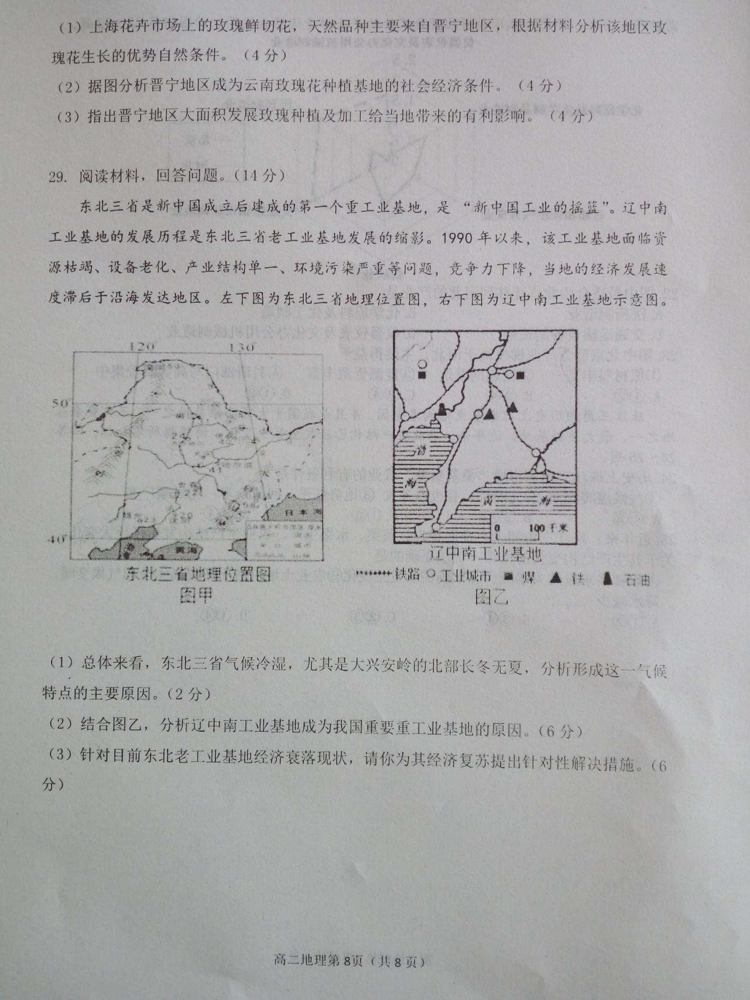 (1) 上海花卉市场上的玫瑰鲜切花，天然品种主要来自晋宁地区，根据材料分析该地区玫
瑰花生长的优势自然条件。（4 分）
(2) 据图分析晋宁地区成为云南玫瑰花种植基地的社会经济条件。（4 分）
(3) 指出晋宁地区大面积发展玫瑰种植及加工给当地带来的有利影响。（4 分）
29. 阅读材料，回答问题。（14 分）
东北三省是新中国成立后建成的第一个重工业基地，是 “新中国工业的摇篮”。辽中南
工业基地的发展历程是东北三省老工业基地发展的缩影。1990 年以来，该工业基地面临资
源枯竭、设备老化、产业结构单一、环境污染严重等问题，竞争力下降，当地的经济发展速
度滞后于沿海发达地区。左下图为东北三省地理位置图，右下图为辽中南工业基地示意图。
120° 130°
50°
40°
日本海
黄海
东北三省地理位置图
图甲
渤
海
黄 海
0 100 千米
辽中南工业基地
铁路 工业城市 煤 铁 石油
图乙
(1) 总体来看，东北三省气候冷湿，尤其是大兴安岭的北部长冬无夏，分析形成这一气候
特点的主要原因。（2 分）
(2) 结合图乙，分析辽中南工业基地成为我国重要重工业基地的原因。（6 分）
(3) 针对目前东北老工业基地经济衰落现状，请你为其经济复苏提出针对性解决措施。（6
分）
高二地理第 8页（共 8 页）